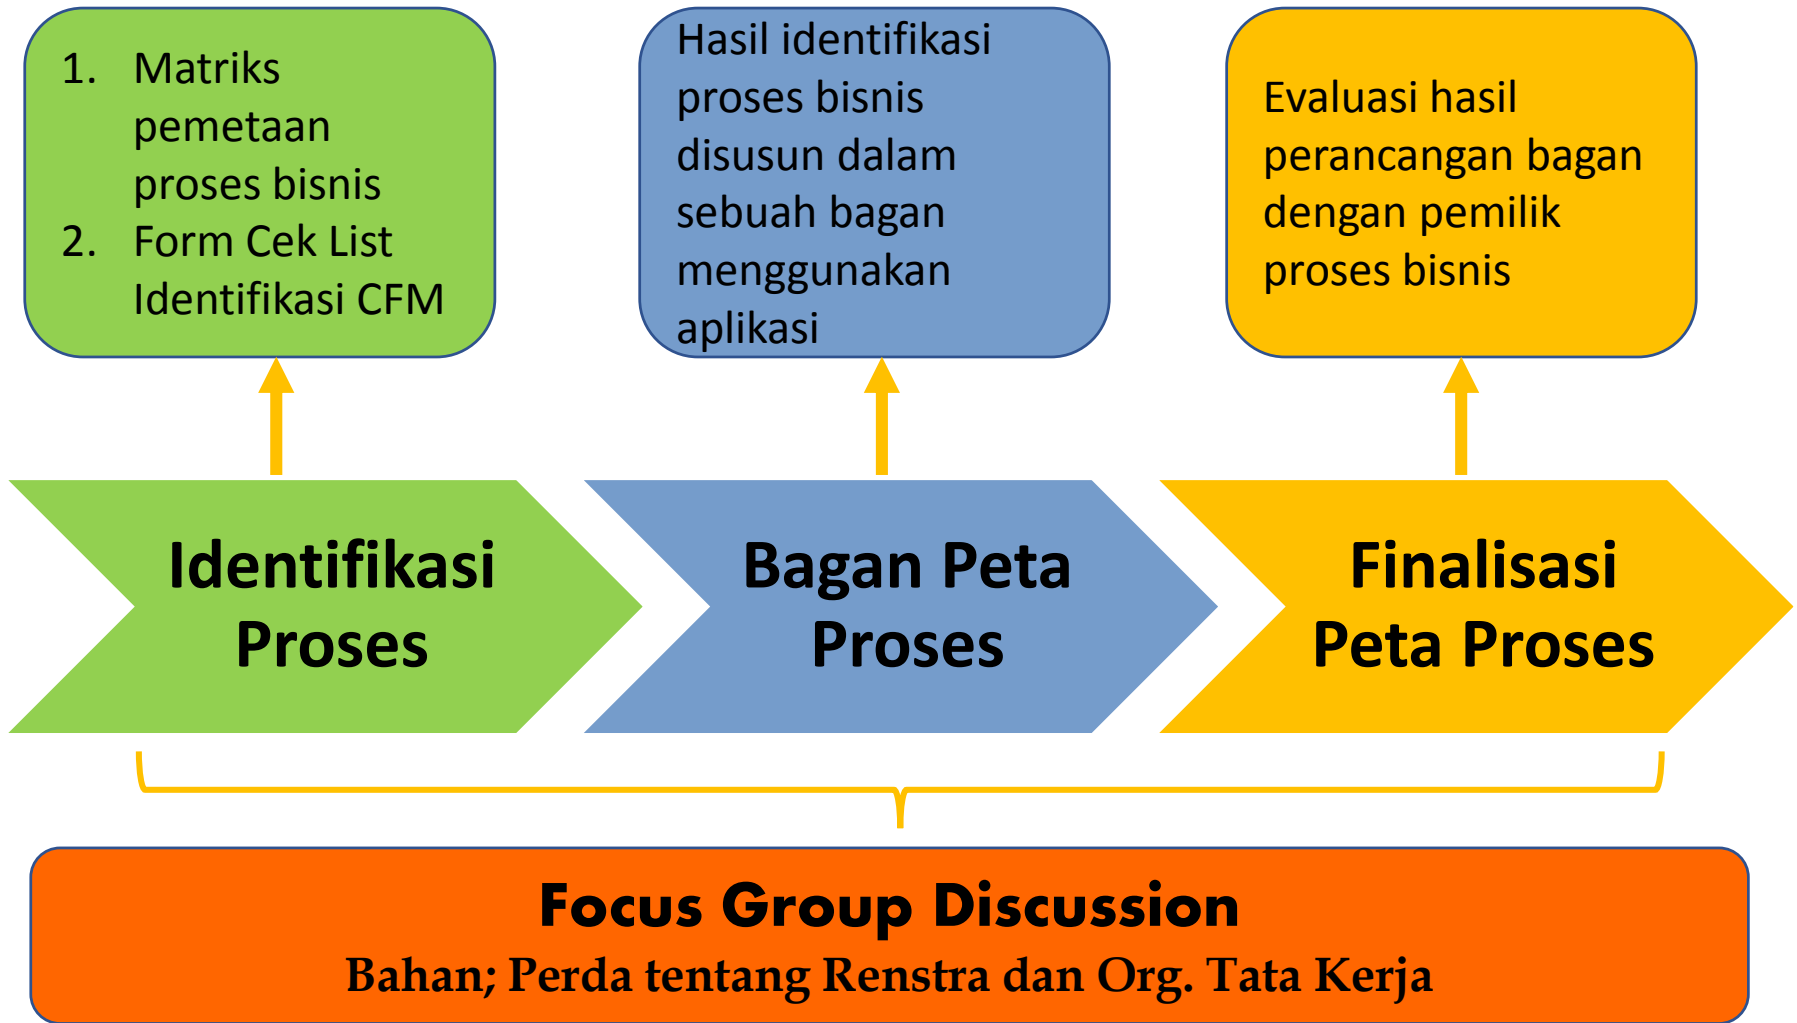 1. Matriks
pemetaan
proses bisnis
2. Form Cek List
Identifikasi CFM
Hasil identifikasi
proses bisnis
disusun dalam
sebuah bagan
menggunakan
aplikasi
Evaluasi hasil
perancangan bagan
dengan pemilik
proses bisnis
Identifikasi
Proses
Bagan Peta
Proses
Finalisasi
Peta Proses
Focus Group Discussion
Bahan; Perda tentang Renstra dan Org. Tata Kerja